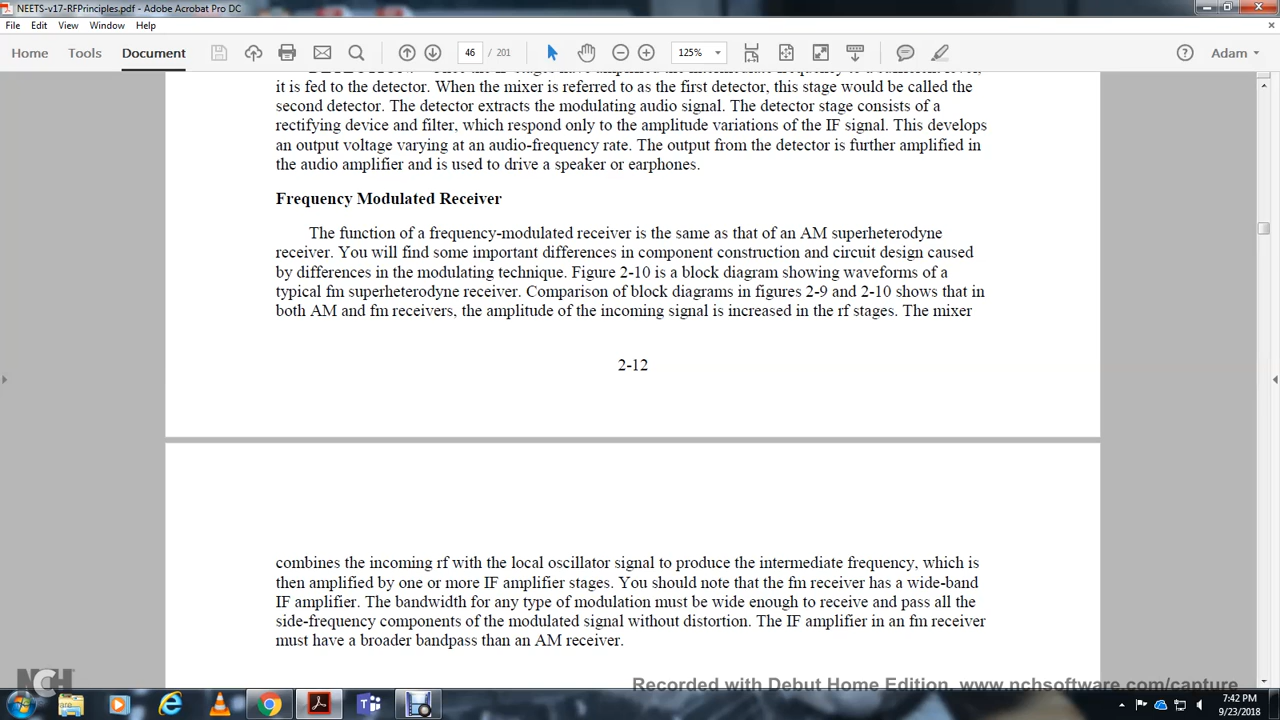 NEETS-v17-RFPrinciples.pdf - Adobe Acrobat Pro DC
File Edit View Window Help
Home Tools Document 46 / 201 125% Adam
it is fed to the detector. When the mixer is referred to as the first detector, this stage would be called the
second detector. The detector extracts the modulating audio signal. The detector stage consists of a
rectifying device and filter, which respond only to the amplitude variations of the IF signal. This develops
an output voltage varying at an audio-frequency rate. The output from the detector is further amplified in
the audio amplifier and is used to drive a speaker or earphones.
Frequency Modulated Receiver
The function of a frequency-modulated receiver is the same as that of an AM superheterodyne
receiver. You will find some important differences in component construction and circuit design caused
by differences in the modulating technique. Figure 2-10 is a block diagram showing waveforms of a
typical fm superheterodyne receiver. Comparison of block diagrams in figures 2-9 and 2-10 shows that in
both AM and fm receivers, the amplitude of the incoming signal is increased in the rf stages. The mixer
2-12
combines the incoming rf with the local oscillator signal to produce the intermediate frequency, which is
then amplified by one or more IF amplifier stages. You should note that the fm receiver has a wide-band
IF amplifier. The bandwidth for any type of modulation must be wide enough to receive and pass all the
side-frequency components of the modulated signal without distortion. The IF amplifier in an fm receiver
must have a broader bandpass than an AM receiver.
NCH
Recorded with Debut Home Edition. www.nchsoftware.com/capture
7:42 PM
9/23/2018